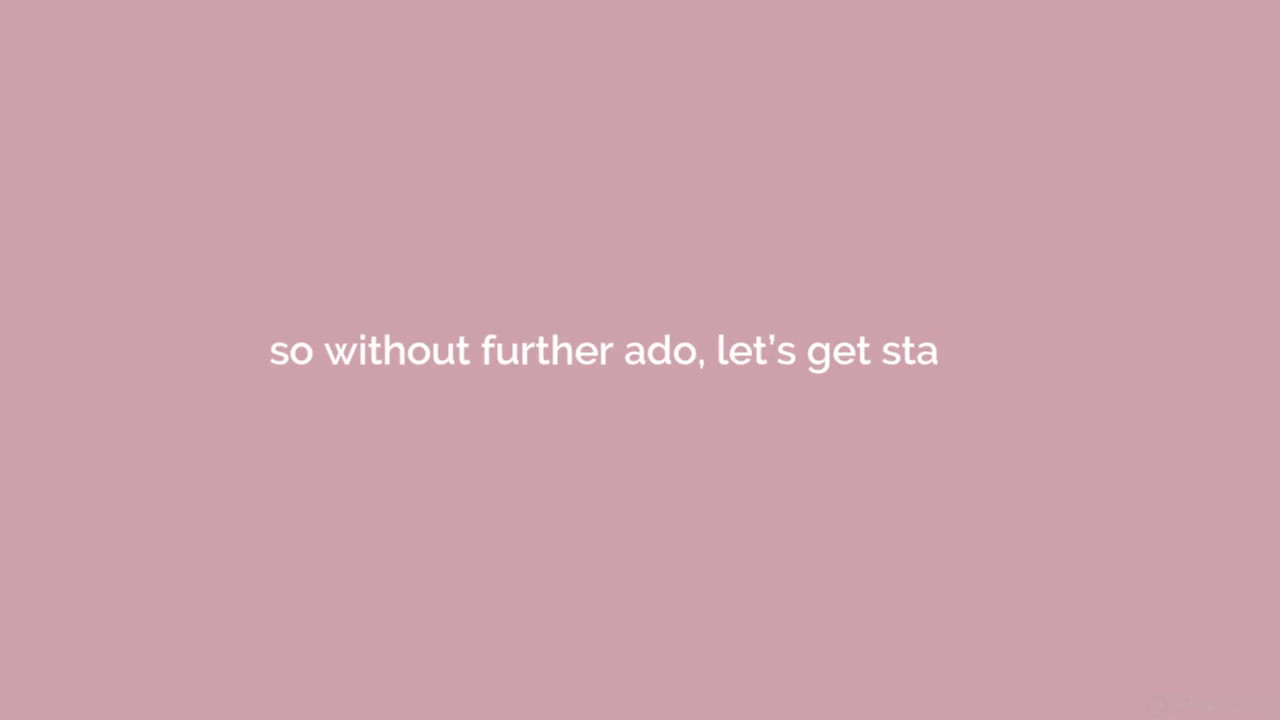 so without further ado, let’s get sta